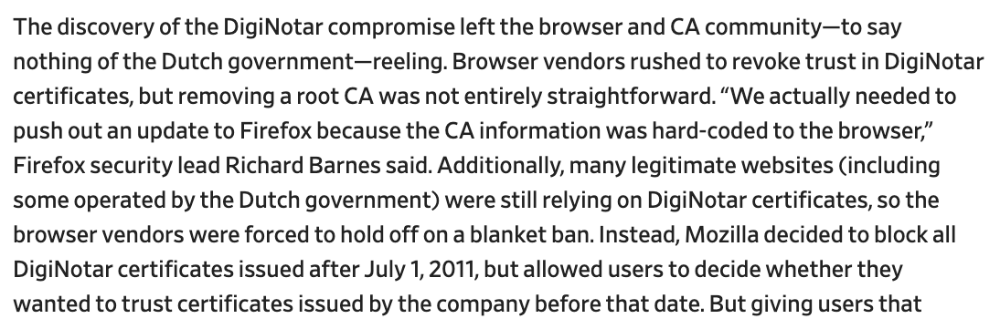 The discovery of the DigiNotar compromise left the browser and CA community—to say
nothing of the Dutch government—reeling. Browser vendors rushed to revoke trust in DigiNotar
certificates, but removing a root CA was not entirely straightforward. “We actually needed to
push out an update to Firefox because the CA information was hard-coded to the browser,”
Firefox security lead Richard Barnes said. Additionally, many legitimate websites (including
some operated by the Dutch government) were still relying on DigiNotar certificates, so the
browser vendors were forced to hold off on a blanket ban. Instead, Mozilla decided to block all
DigiNotar certificates issued after July 1, 2011, but allowed users to decide whether they
wanted to trust certificates issued by the company before that date. But giving users that